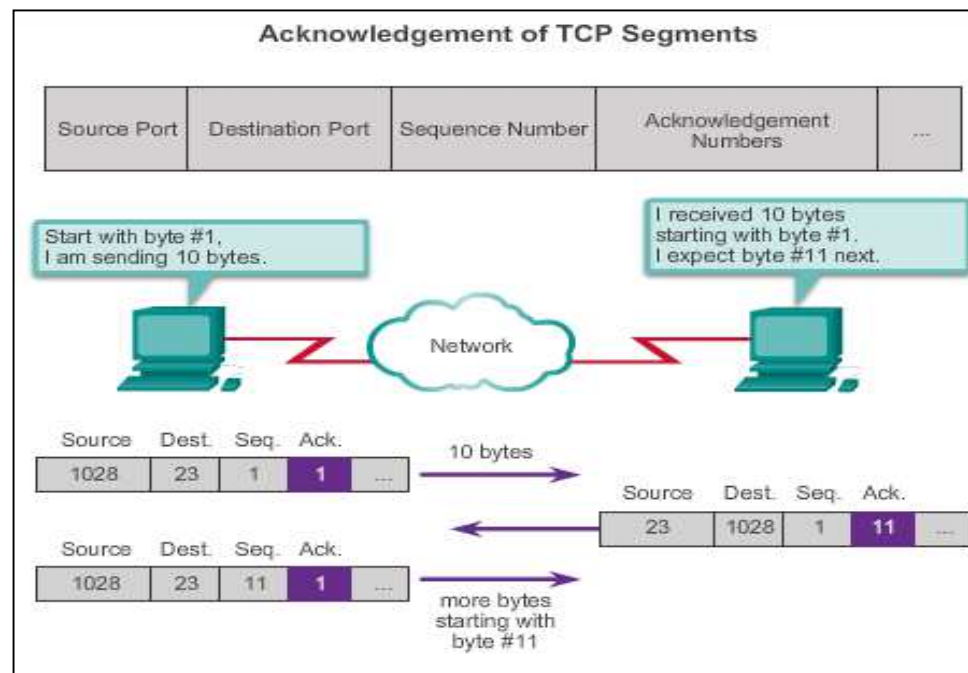 Acknowledgement of TCP Segments
Source Port
Destination Port
Sequence Number
Acknowledgement
Numbers
...
Start with byte #1,
I am sending 10 bytes.
I received 10 bytes
starting with byte #1.
I expect byte #11 next.
Network
Source Dest. Seq. Ack.
1028 23 1 1 ...
10 bytes
Source Dest. Seq. Ack.
23 1028 1 11 ...
Source Dest. Seq. Ack.
1028 23 11 1 ...
more bytes
starting with
byte #11